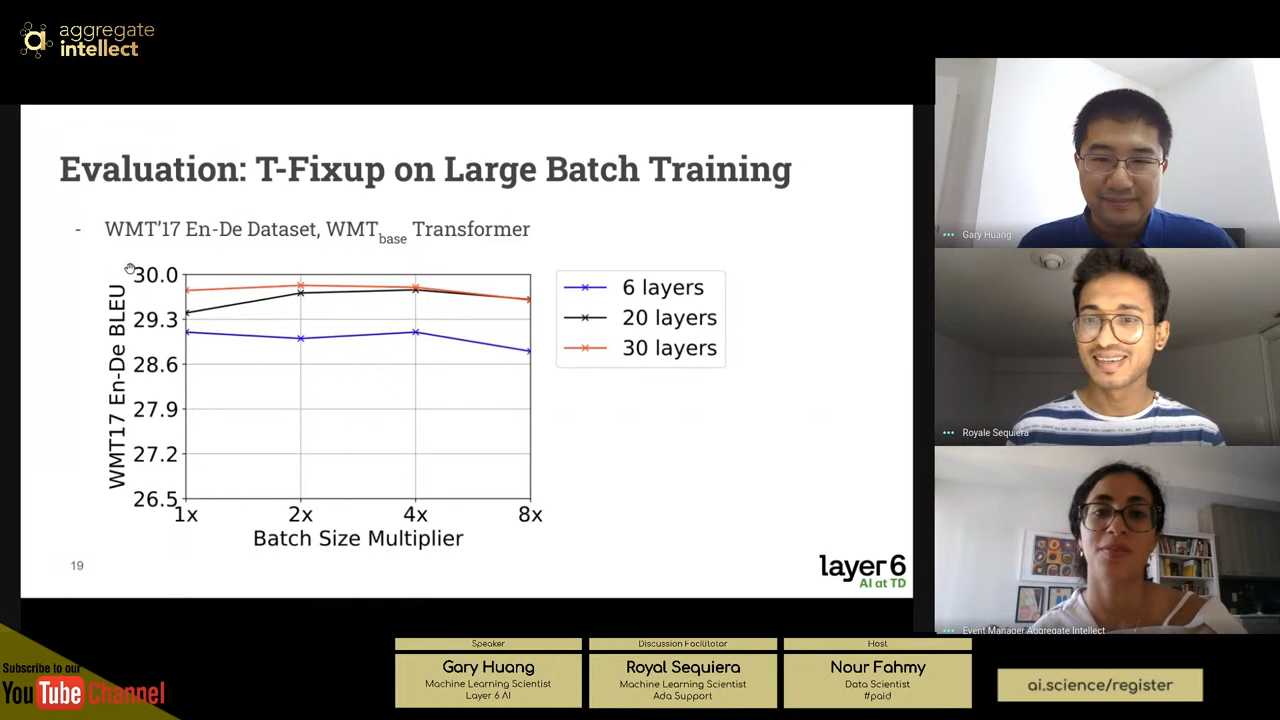 aggregate
intellect
Evaluation: T-Fixup on Large Batch Training
- WMT'17 En-De Dataset, WMTbase Transformer
WMT17 En-De BLEU
30.0
29.3
28.6
27.9
27.2
26.5
1x 2x 4x 8x
Batch Size Multiplier
6 layers
20 layers
30 layers
19
layer 6
AI at TD
Gary Huang
Royale Sequiera
Event Manager Aggregate Intellect
Subscribe to our
YouTube Channel
Speaker
Gary Huang
Machine Learning Scientist
Layer 6 AI
Discussion Facilitator
Royal Sequiera
Machine Learning Scientist
Ada Support
Host
Nour Fahmy
Data Scientist
#paid
ai.science/register